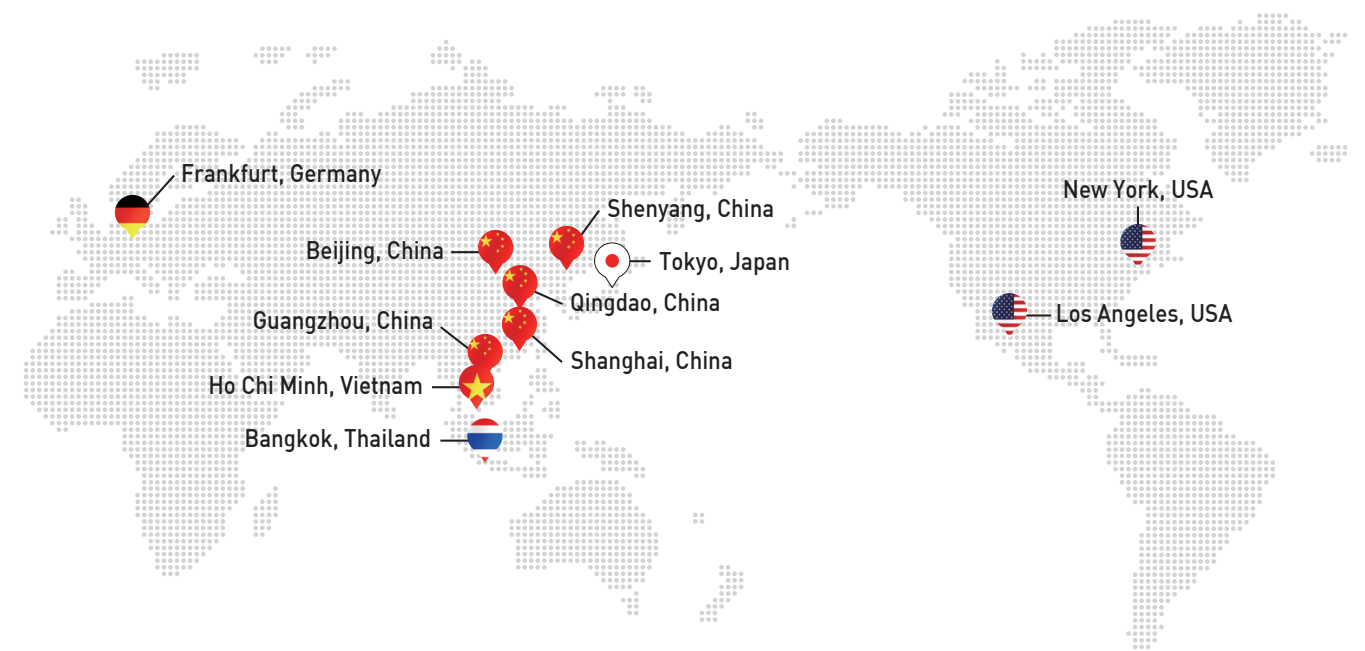 Frankfurt, Germany
New York, USA
Shenyang, China
Beijing, China
Tokyo, Japan
Qingdao, China
Los Angeles, USA
Guangzhou, China
Shanghai, China
Ho Chi Minh, Vietnam
Bangkok, Thailand